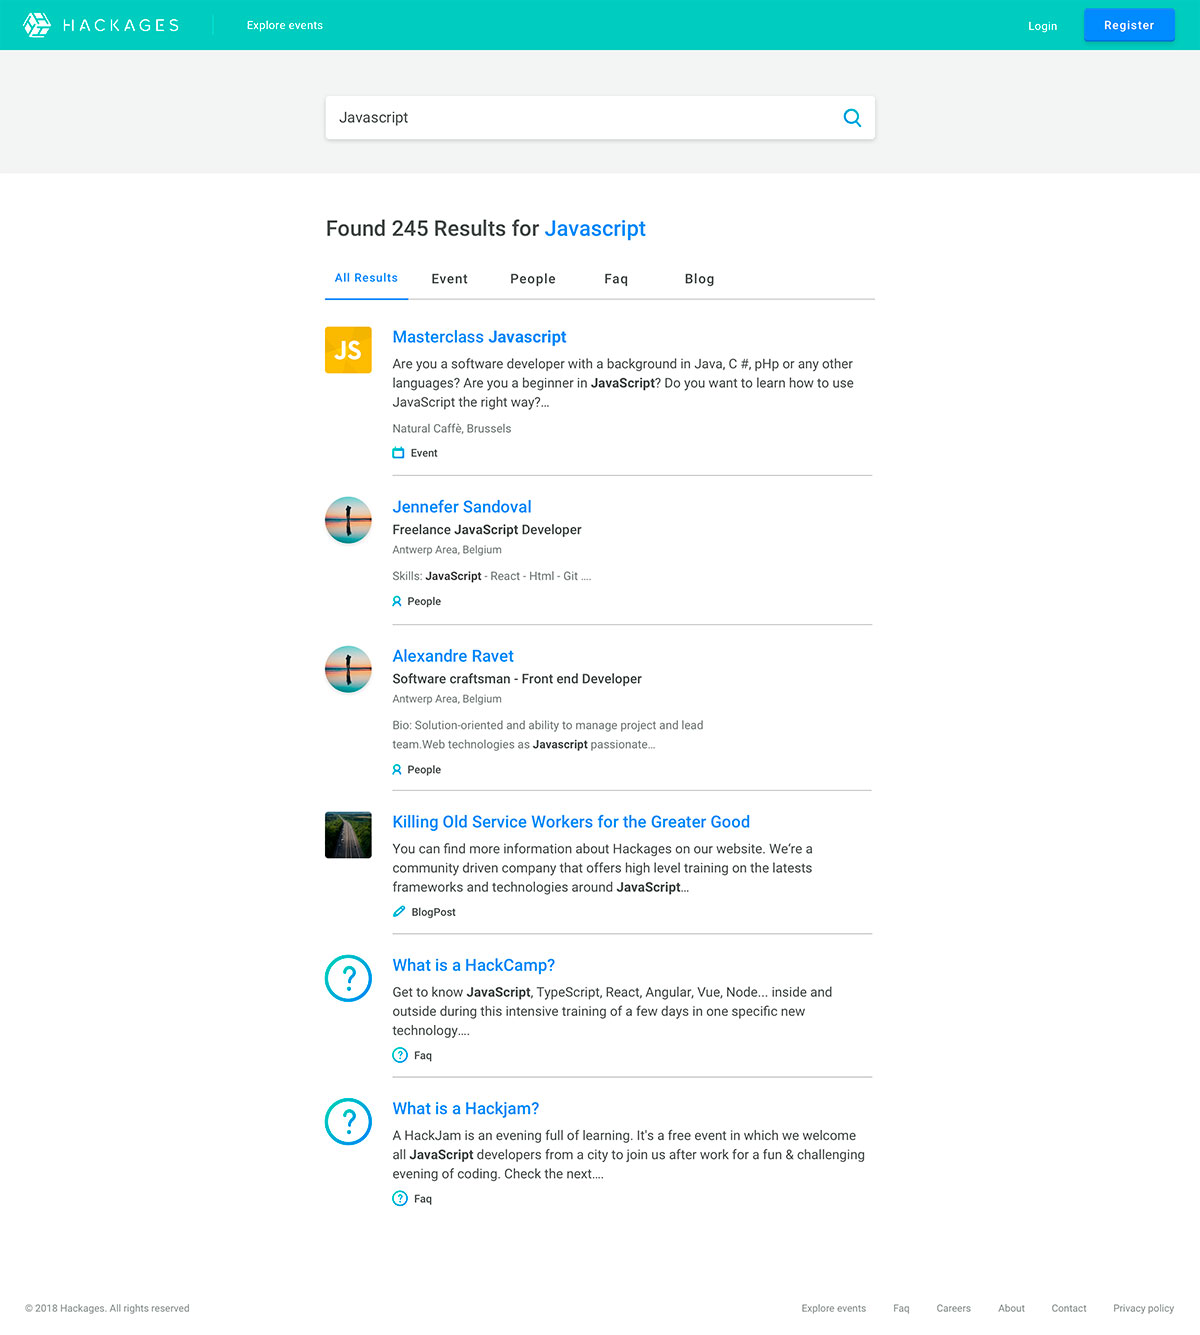 HACKAGES
Explore events
Login
Register
Javascript
Found 245 Results for Javascript
All Results
Event
People
Faq
Blog
JS
Masterclass Javascript
Are you a software developer with a background in Java, C #, pHp or any other
languages? Are you a beginner in JavaScript? Do you want to learn how to use
JavaScript the right way?...
Natural Caffè, Brussels
Event
Jennefer Sandoval
Freelance JavaScript Developer
Antwerp Area, Belgium
Skills: JavaScript - React - Html - Git ....
People
Alexandre Ravet
Software craftsman - Front end Developer
Antwerp Area, Belgium
Bio: Solution-oriented and ability to manage project and lead
team.Web technologies as Javascript passionate...
People
Killing Old Service Workers for the Greater Good
You can find more information about Hackages on our website. We’re a
community driven company that offers high level training on the latests
frameworks and technologies around JavaScript...
BlogPost
?
What is a HackCamp?
Get to know JavaScript, TypeScript, React, Angular, Vue, Node... inside and
outside during this intensive training of a few days in one specific new
technology....
? Faq
?
What is a Hackjam?
A HackJam is an evening full of learning. It's a free event in which we welcome
all JavaScript developers from a city to join us after work for a fun & challenging
evening of coding. Check the next....
? Faq
© 2018 Hackages. All rights reserved
Explore events
Faq
Careers
About
Contact
Privacy policy